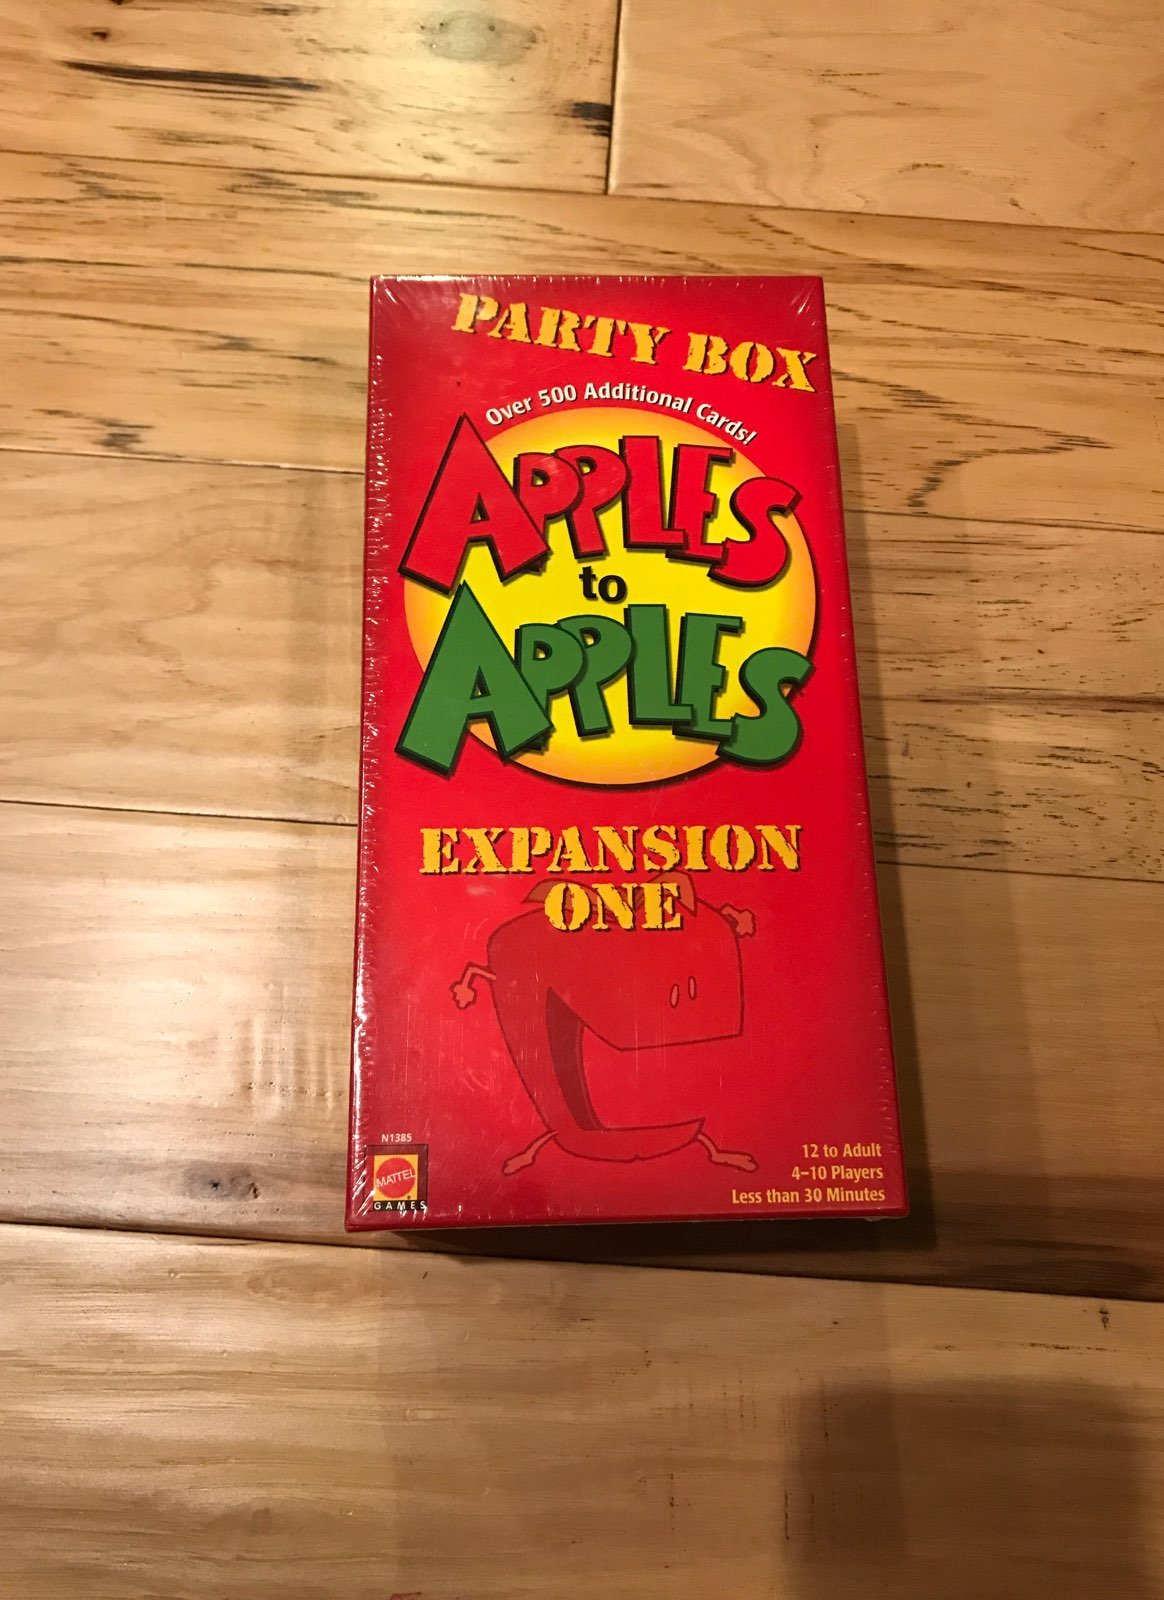 PARTY BOX
Over 500 Additional Cards!
APPLES
to
APPLES
EXPANSION
ONE
N1385
MATTEL
GAMES
12 to Adult
4–10 Players
Less than 30 Minutes